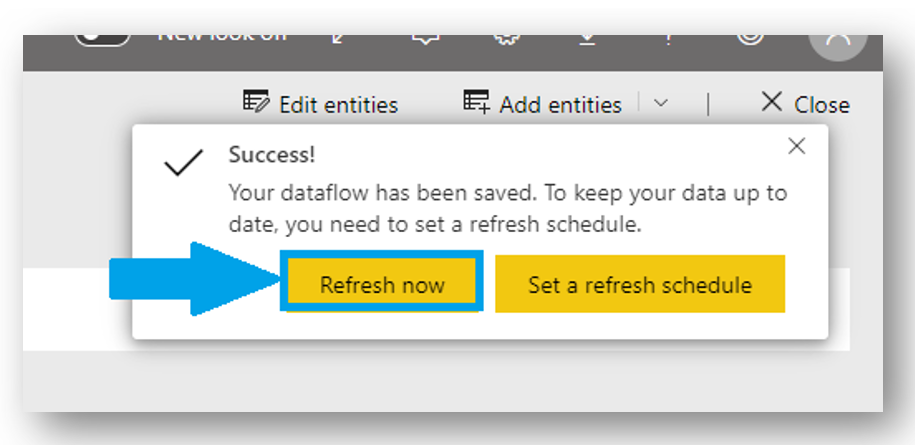 New look off
Edit entities
Add entities
Close
Success!
Your dataflow has been saved. To keep your data up to
date, you need to set a refresh schedule.
Refresh now
Set a refresh schedule